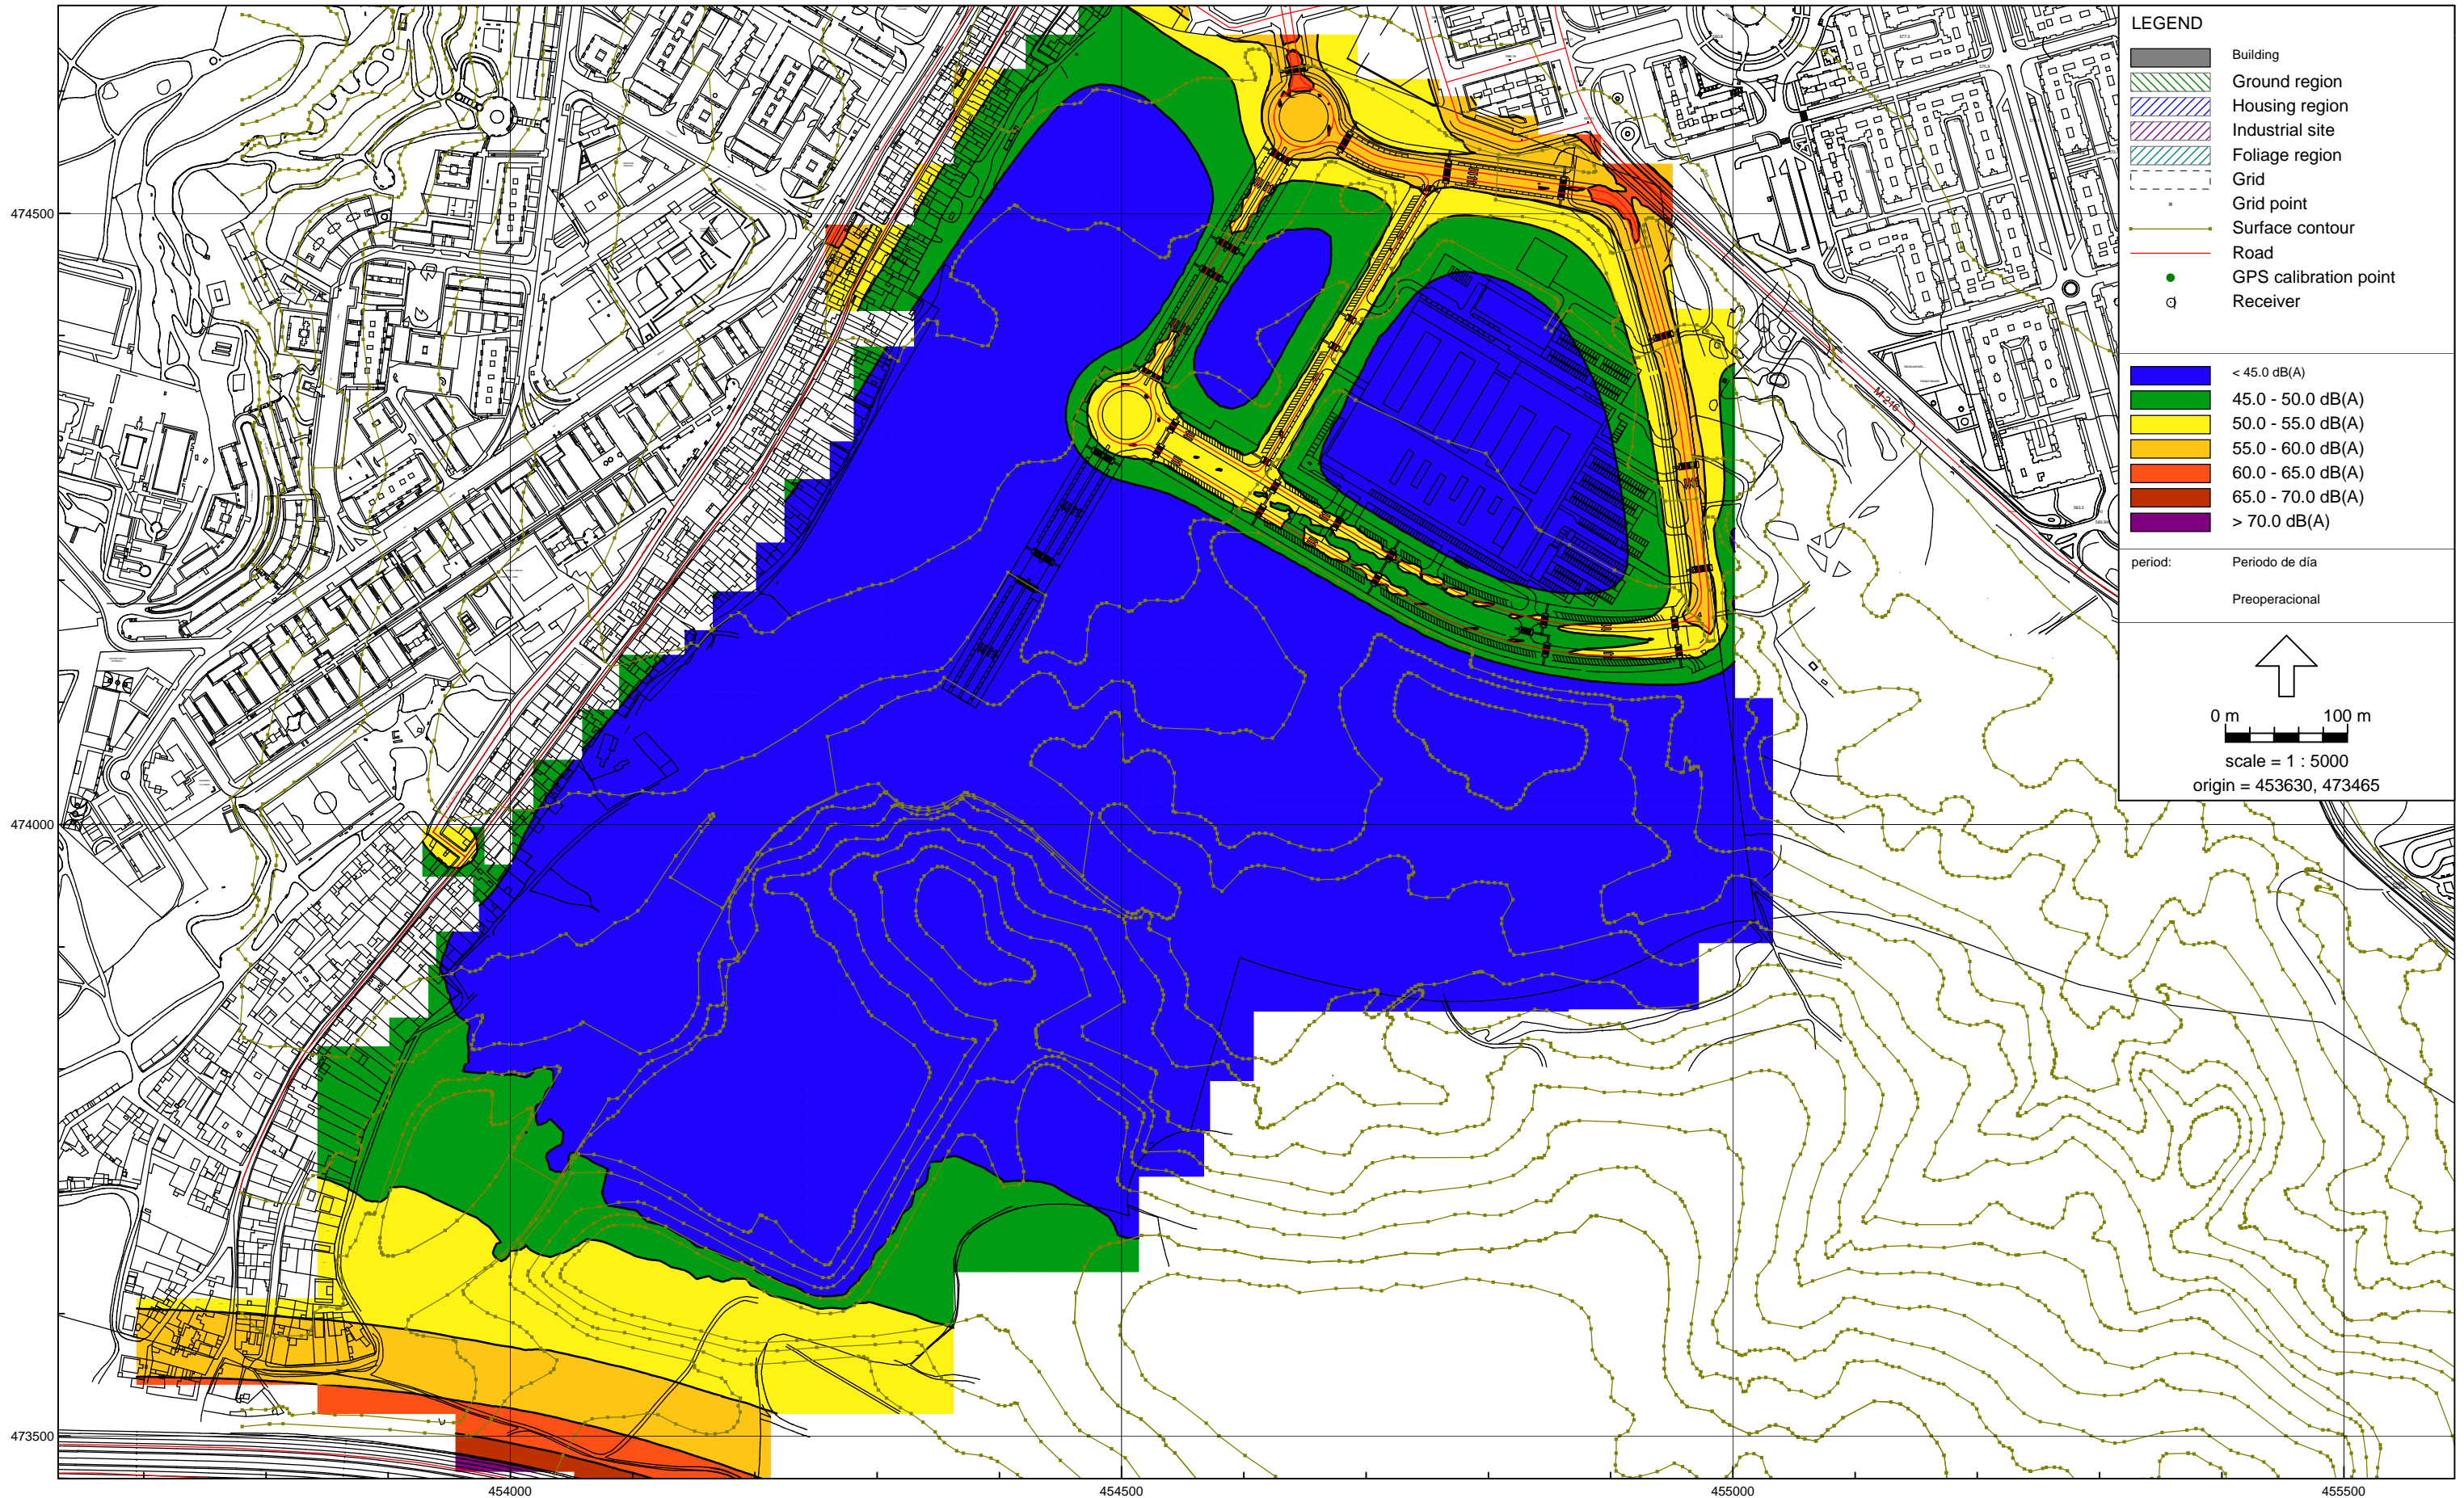 LEGEND
Building
Ground region
Housing region
Industrial site
Foliage region
Grid
Grid point
Surface contour
Road
GPS calibration point
Receiver
< 45.0 dB(A)
45.0 - 50.0 dB(A)
50.0 - 55.0 dB(A)
55.0 - 60.0 dB(A)
60.0 - 65.0 dB(A)
65.0 - 70.0 dB(A)
> 70.0 dB(A)
period: Periodo de día
Preoperacional
0 m 100 m
scale = 1 : 5000
origin = 453630, 473465
474500
474000
473500
454000 454500 455000 455500
M-216